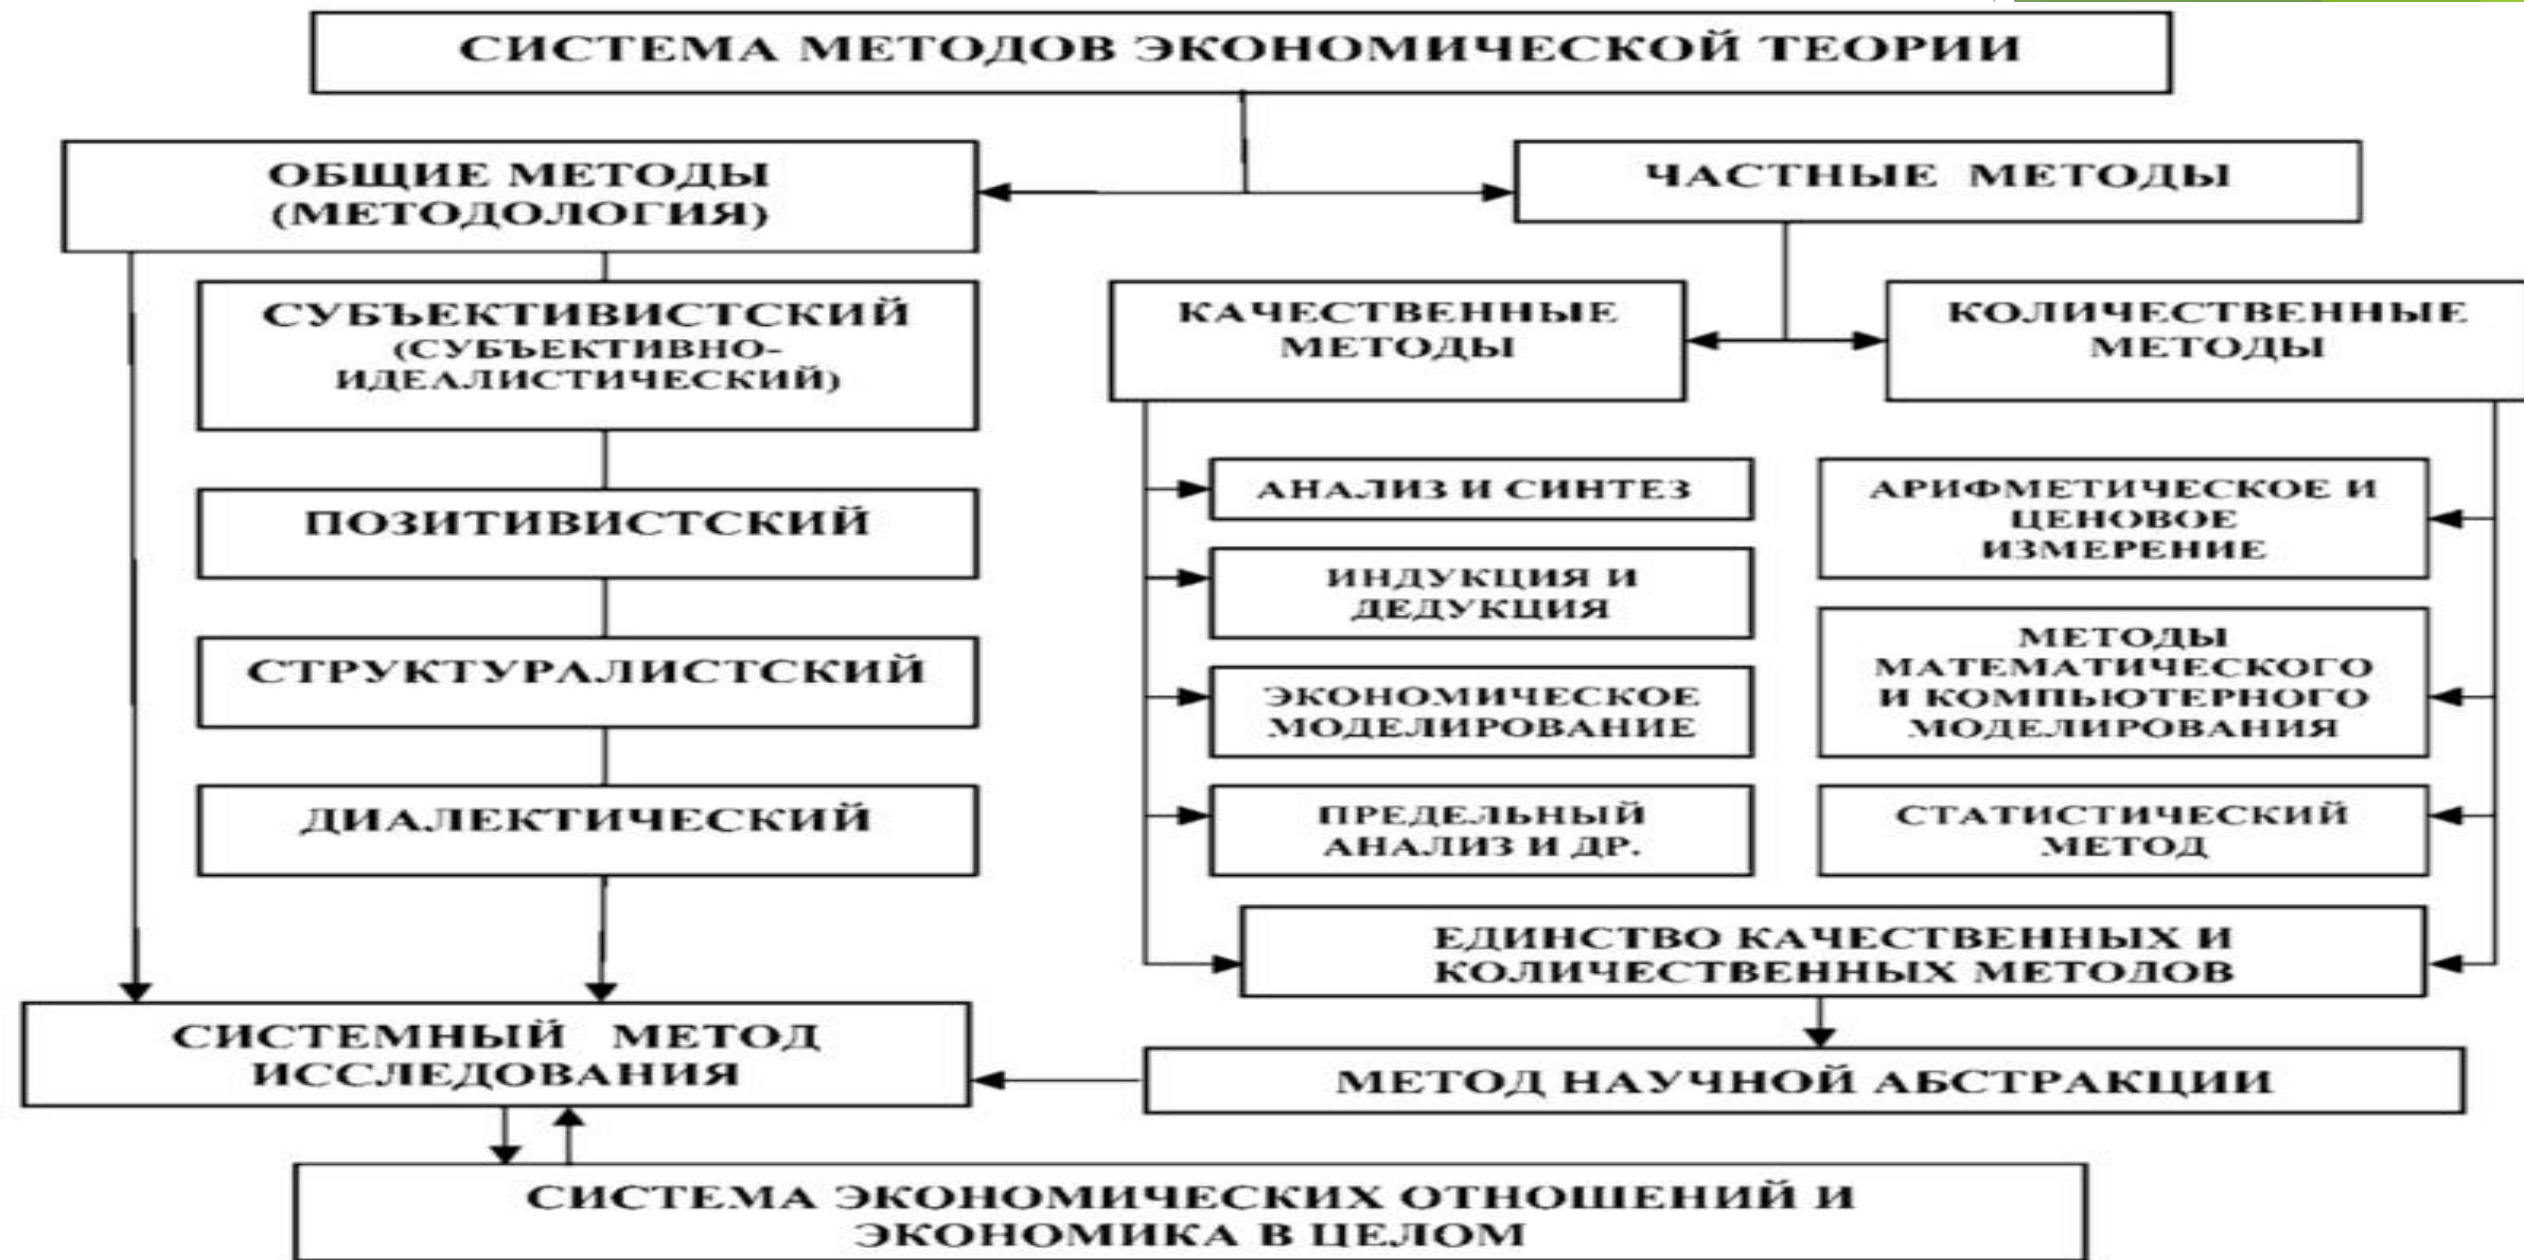 СИСТЕМА МЕТОДОВ ЭКОНОМИЧЕСКОЙ ТЕОРИИ
ОБЩИЕ МЕТОДЫ
(МЕТОДОЛОГИЯ)
ЧАСТНЫЕ МЕТОДЫ
СУБЪЕКТИВИСТСКИЙ
(СУБЪЕКТИВНО-
ИДЕАЛИСТИЧЕСКИЙ)
ПОЗИТИВИСТСКИЙ
СТРУКТУРАЛИСТСКИЙ
ДИАЛЕКТИЧЕСКИЙ
КАЧЕСТВЕННЫЕ
МЕТОДЫ
КОЛИЧЕСТВЕННЫЕ
МЕТОДЫ
АНАЛИЗ И СИНТЕЗ
ИНДУКЦИЯ И
ДЕДУКЦИЯ
ЭКОНОМИЧЕСКОЕ
МОДЕЛИРОВАНИЕ
ПРЕДЕЛЬНЫЙ
АНАЛИЗ И ДР.
АРИФМЕТИЧЕСКОЕ И
ЦЕНОВОЕ
ИЗМЕРЕНИЕ
МЕТОДЫ
МАТЕМАТИЧЕСКОГО
И КОМПЬЮТЕРНОГО
МОДЕЛИРОВАНИЯ
СТАТИСТИЧЕСКИЙ
МЕТОД
ЕДИНСТВО КАЧЕСТВЕННЫХ И
КОЛИЧЕСТВЕННЫХ МЕТОДОВ
СИСТЕМНЫЙ МЕТОД
ИССЛЕДОВАНИЯ
МЕТОД НАУЧНОЙ АБСТРАКЦИИ
СИСТЕМА ЭКОНОМИЧЕСКИХ ОТНОШЕНИЙ И
ЭКОНОМИКА В ЦЕЛОМ